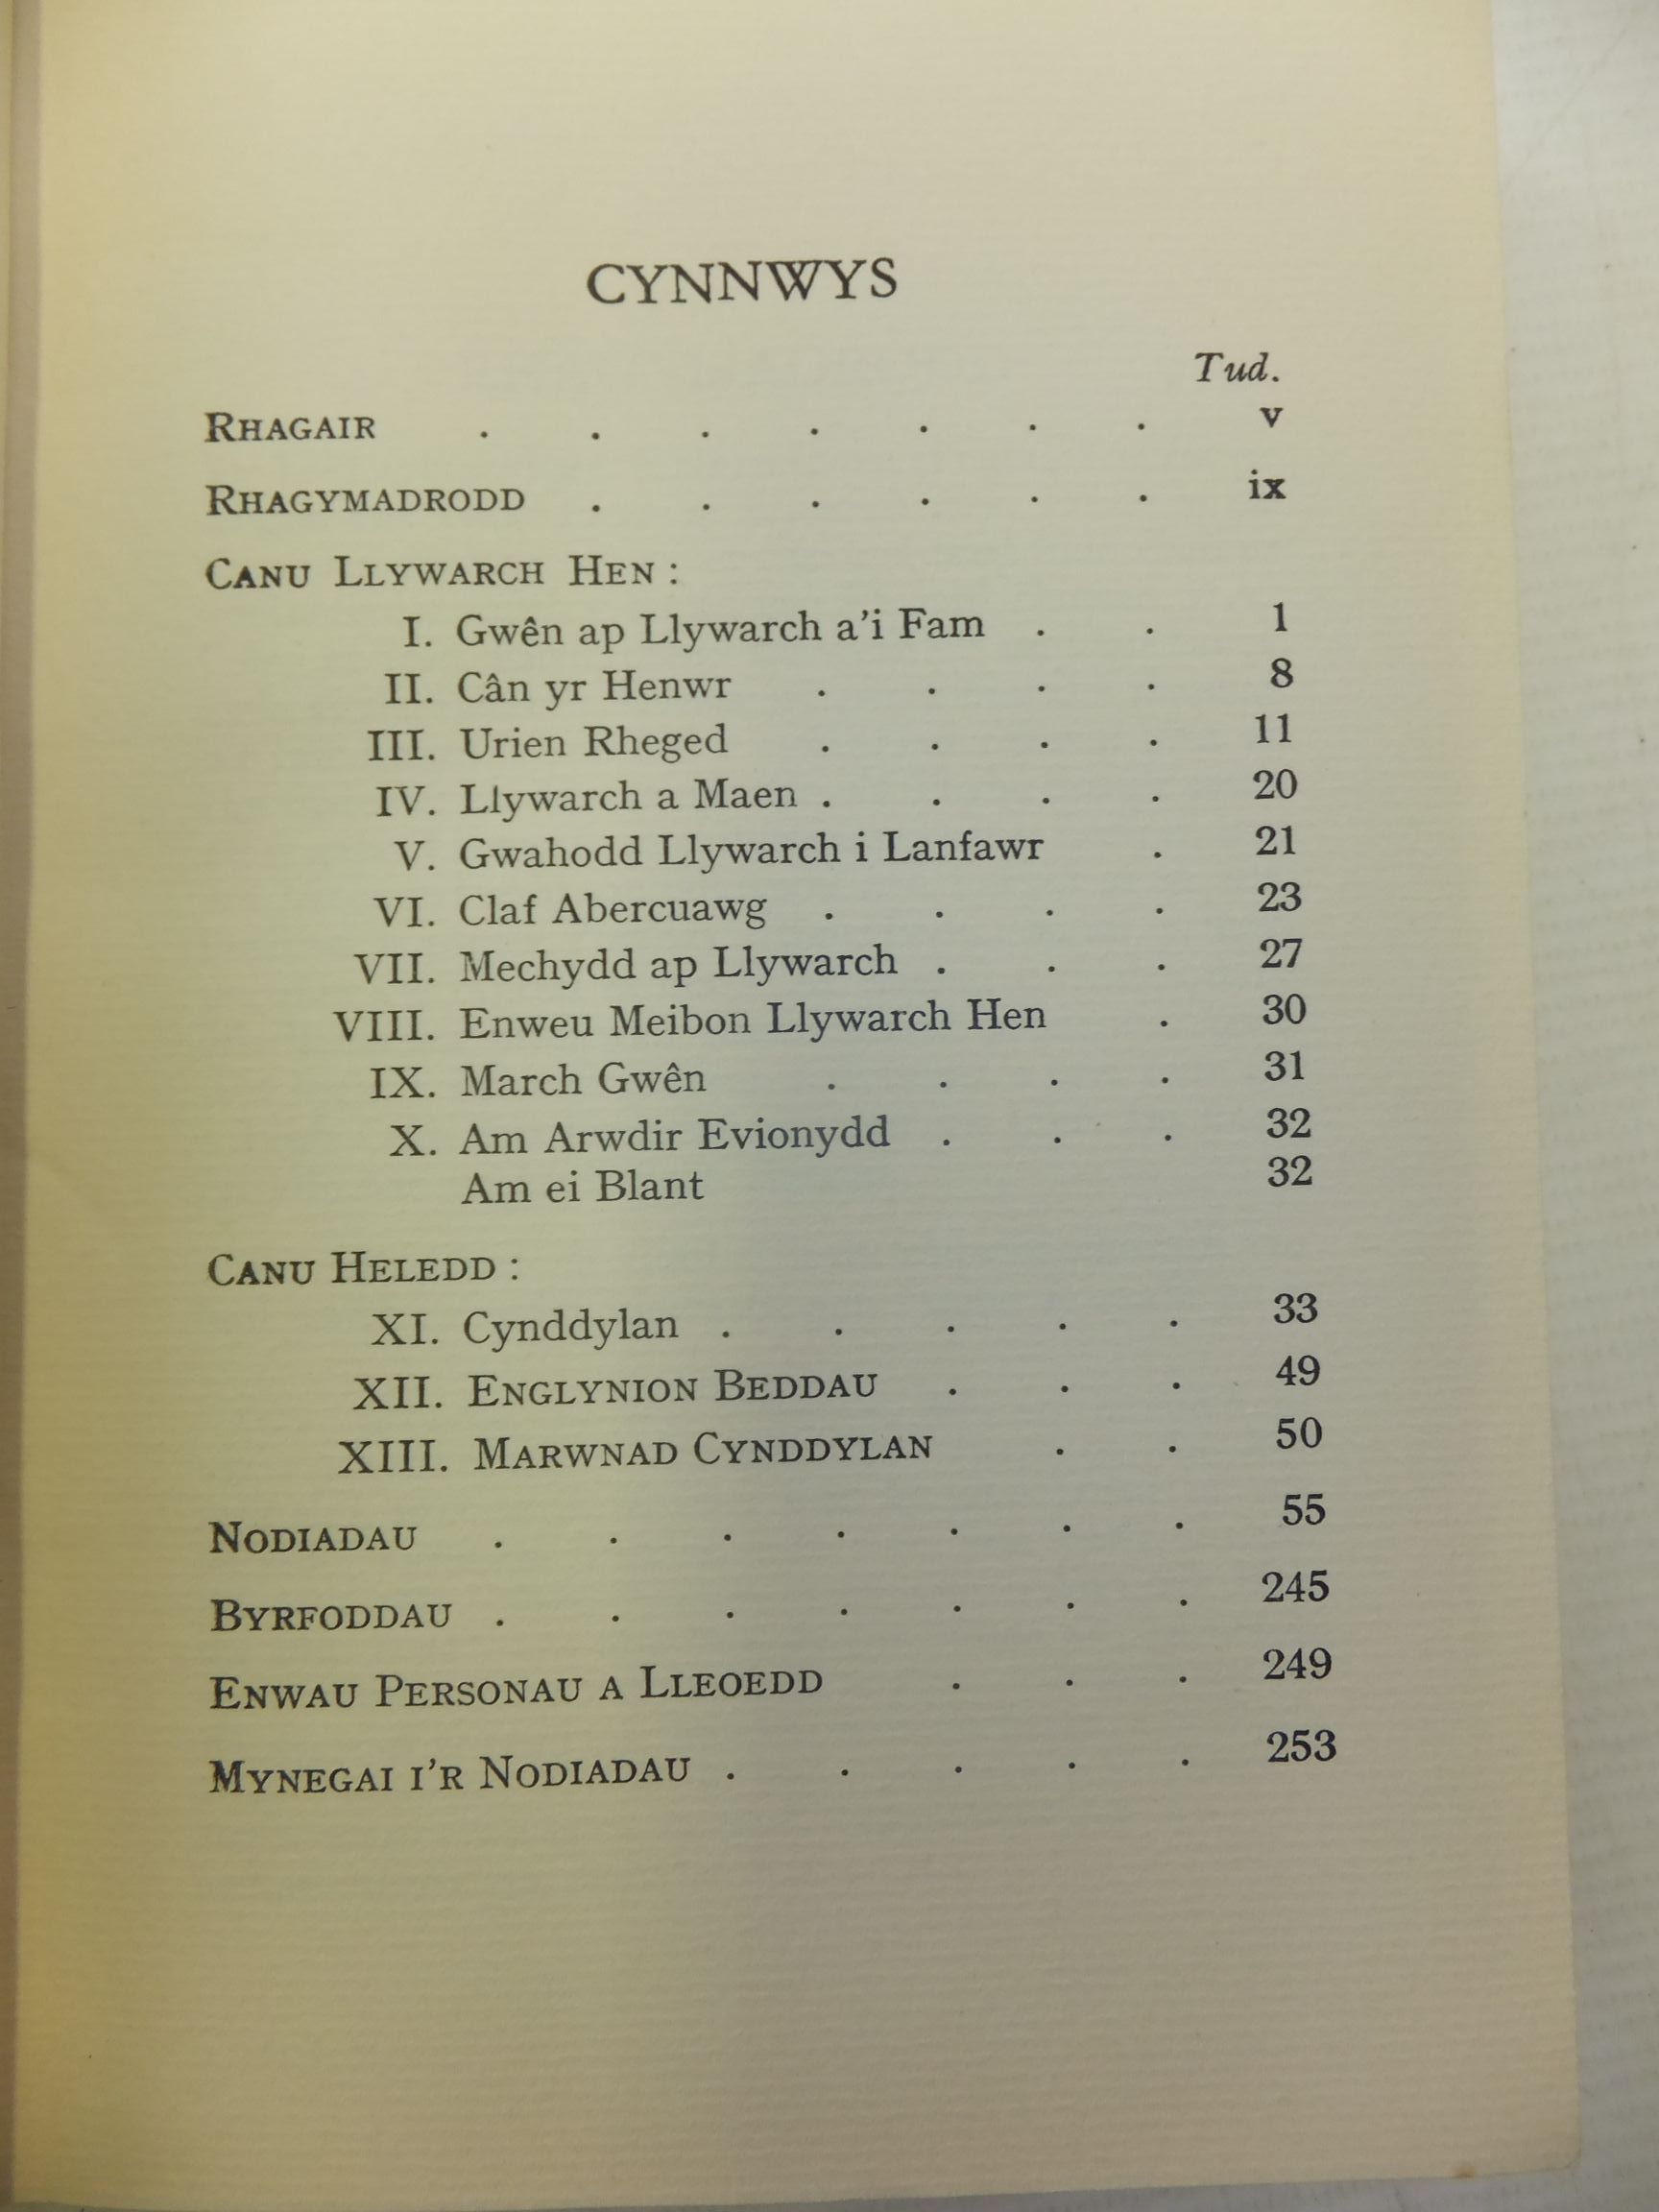 CYNNWYS
Tud.
RHAGAIR . . . . . . . v
RHAGYMADRODD . . . . . . ix
CANU LLYWARCH HEN :
I. Gwên ap Llywarch a'i Fam . . 1
II. Cân yr Henwr . . . . 8
III. Urien Rheged . . . . 11
IV. Llywarch a Maen . . . . 20
V. Gwahodd Llywarch i Lanfawr . 21
VI. Claf Abercuawg . . . . 23
VII. Mechydd ap Llywarch . . . 27
VIII. Enweu Meibon Llywarch Hen . 30
IX. March Gwên . . . . 31
X. Am Arwdir Evionydd . . . 32
Am ei Blant 32
CANU HELEDD :
XI. Cynddylan . . . . . 33
XII. ENGLYNION BEDDAU . . . 49
XIII. MARWNAD CYNDDYLAN . . 50
NODIADAU . . . . . . . 55
BYRFODDAU . . . . . . . 245
ENWAU PERSONAU A LLEOEDD . . . 249
MYNEGAI I'R NODIADAU . . . . . 253